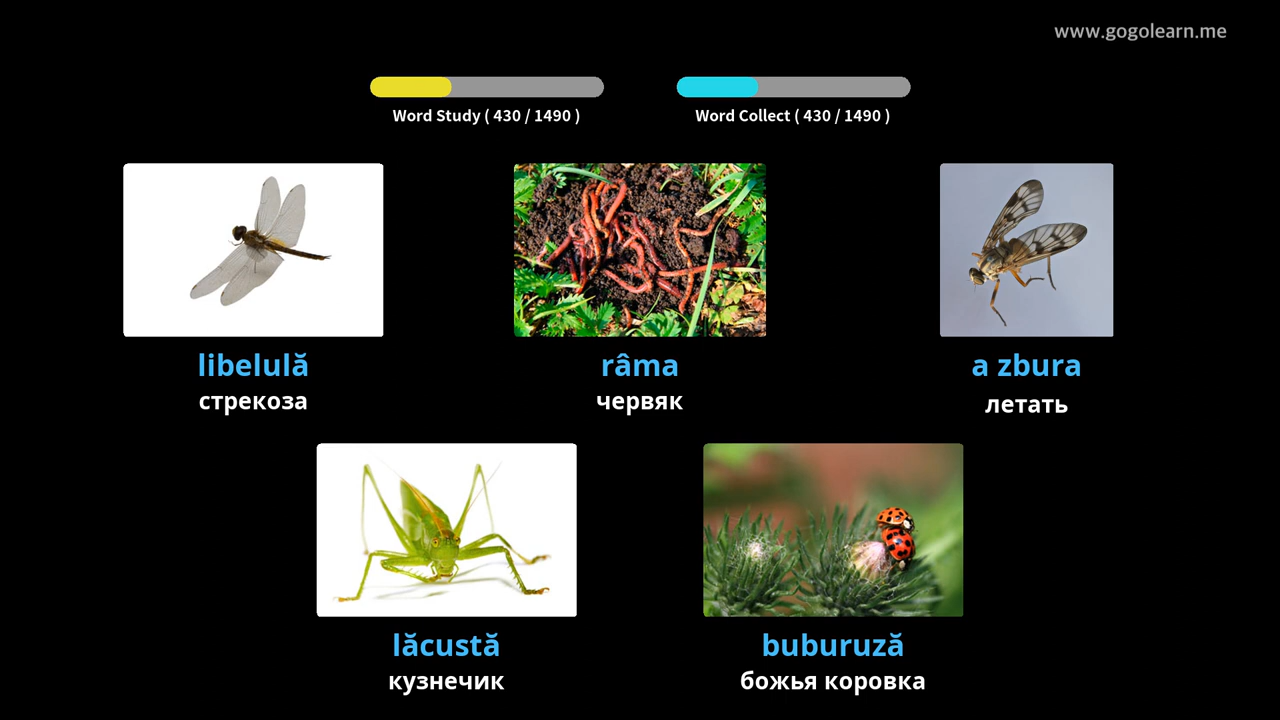 www.gogolearn.me
Word Study ( 430 / 1490 )
Word Collect ( 430 / 1490 )
libelulă
стрекоза
râma
червяк
a zbura
летать
lăcustă
кузнечик
buburuză
божья коровка